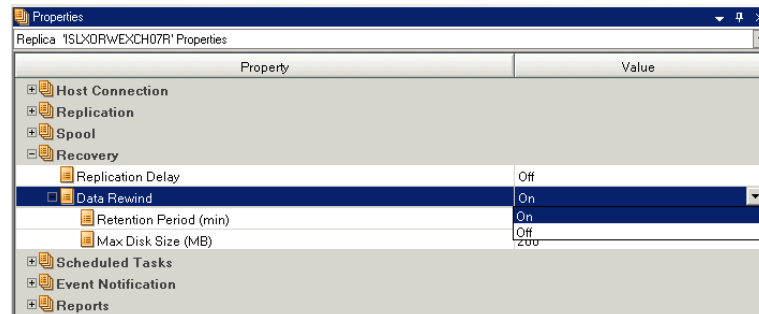 Properties
Replica 'ISLXORWEXCH07R' Properties
Property Value
Host Connection
Replication
Spool
Recovery
Replication Delay Off
Data Rewind On
Retention Period (min) On
Off
Max Disk Size (MB) 200
Scheduled Tasks
Event Notification
Reports